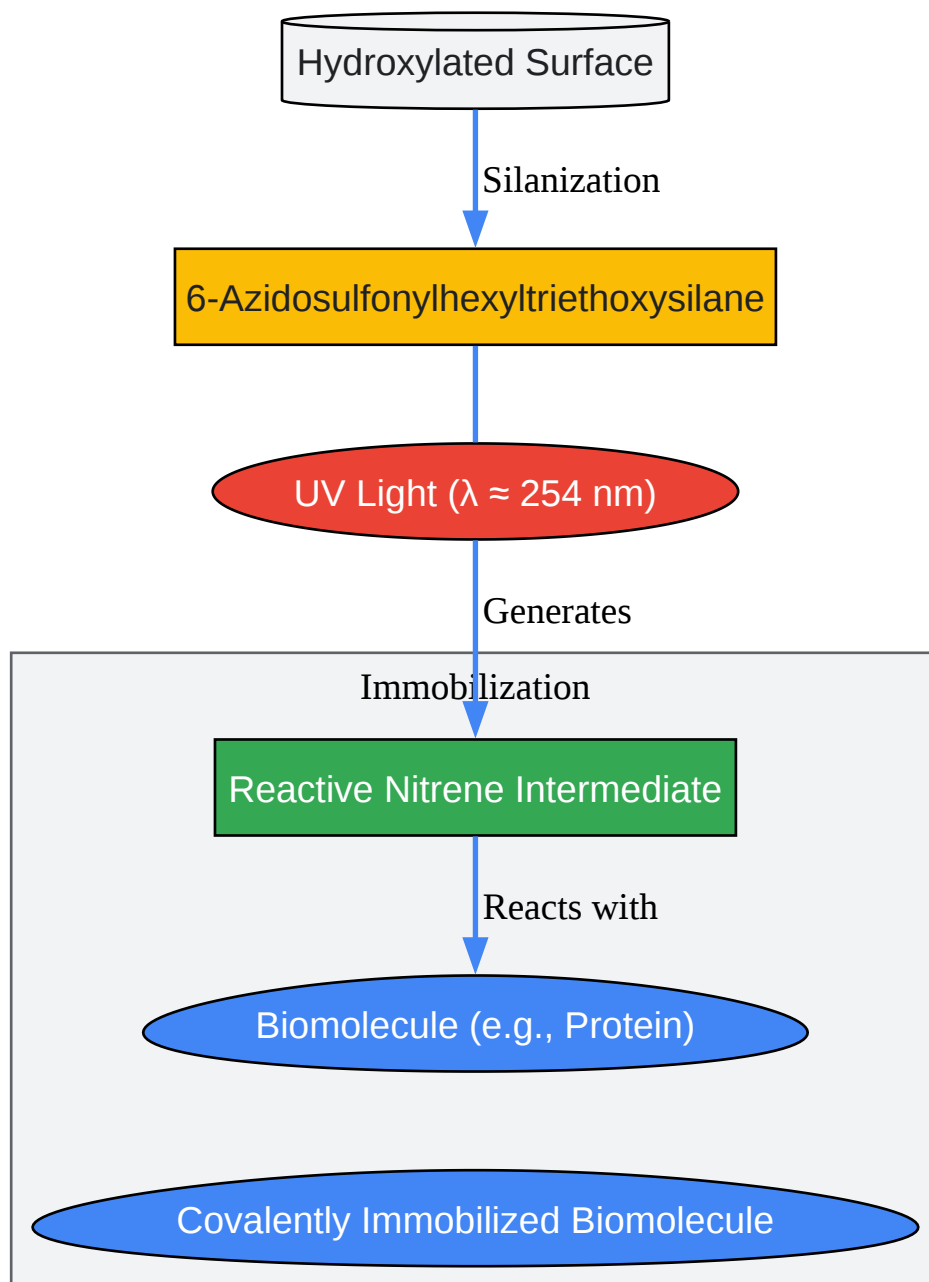 Hydroxylated Surface
Silanization
6-Azidosulfonylhexyltriethoxysilane
UV Light (λ ≈ 254 nm)
Generates
Immobilization
Reactive Nitrene Intermediate
Reacts with
Biomolecule (e.g., Protein)
Covalently Immobilized Biomolecule